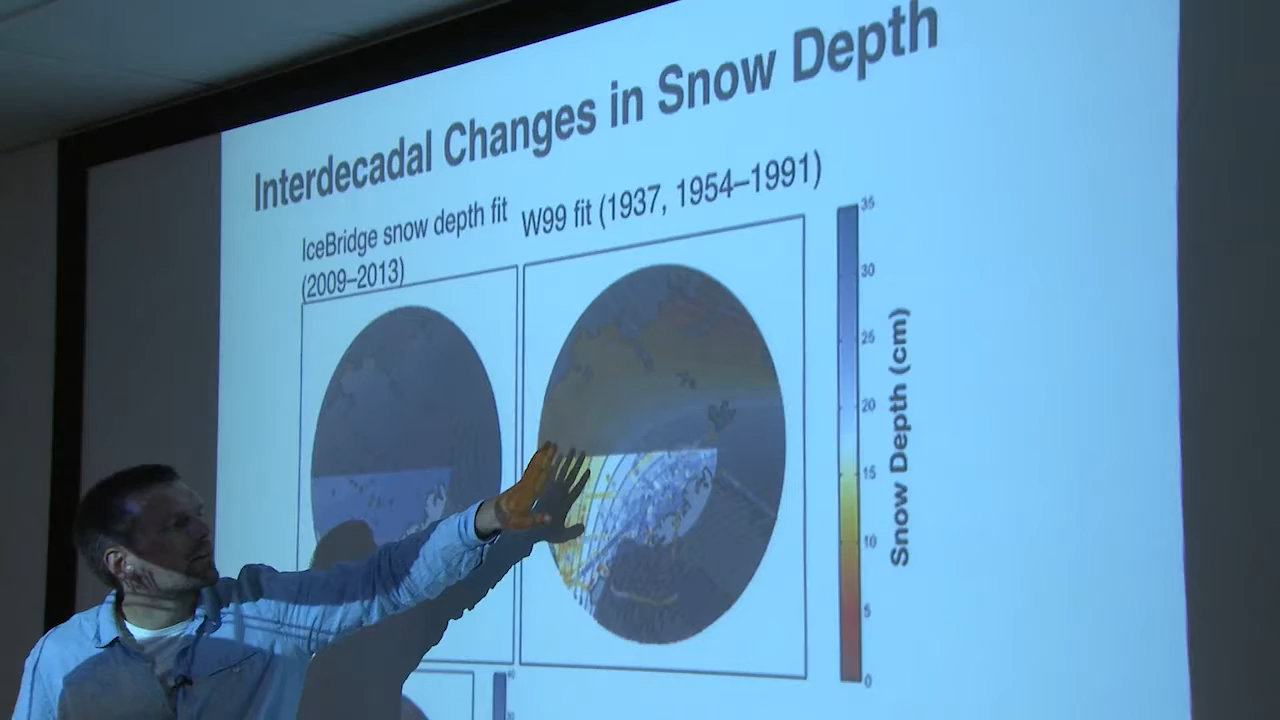 Interdecadal Changes in Snow Depth
IceBridge snow depth fit
(2009–2013)
W99 fit (1937, 1954–1991)
35
30
25
20
15
10
5
0
Snow Depth (cm)